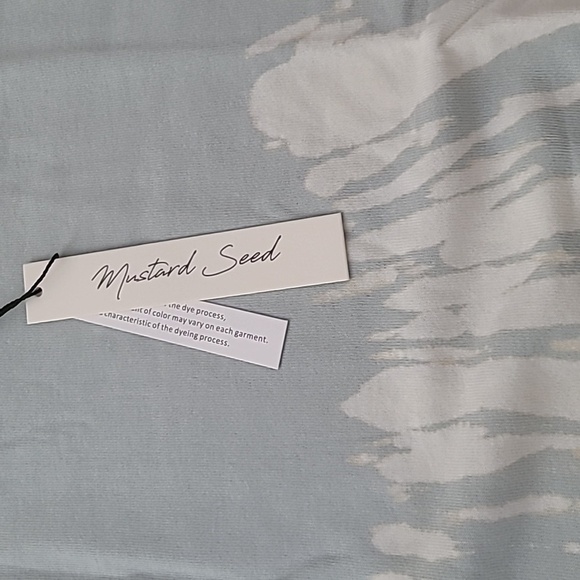 Mustard Seed
the dye process,
of color may vary on each garment.
characteristic of the dyeing process.